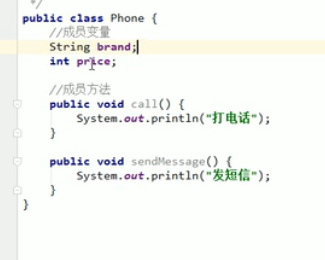 */
public class Phone {
//成员变量
String brand;
int price;
//成员方法
public void call() {
System.out.println("打电话");
}
public void sendMessage() {
System.out.println("发短信");
}
}